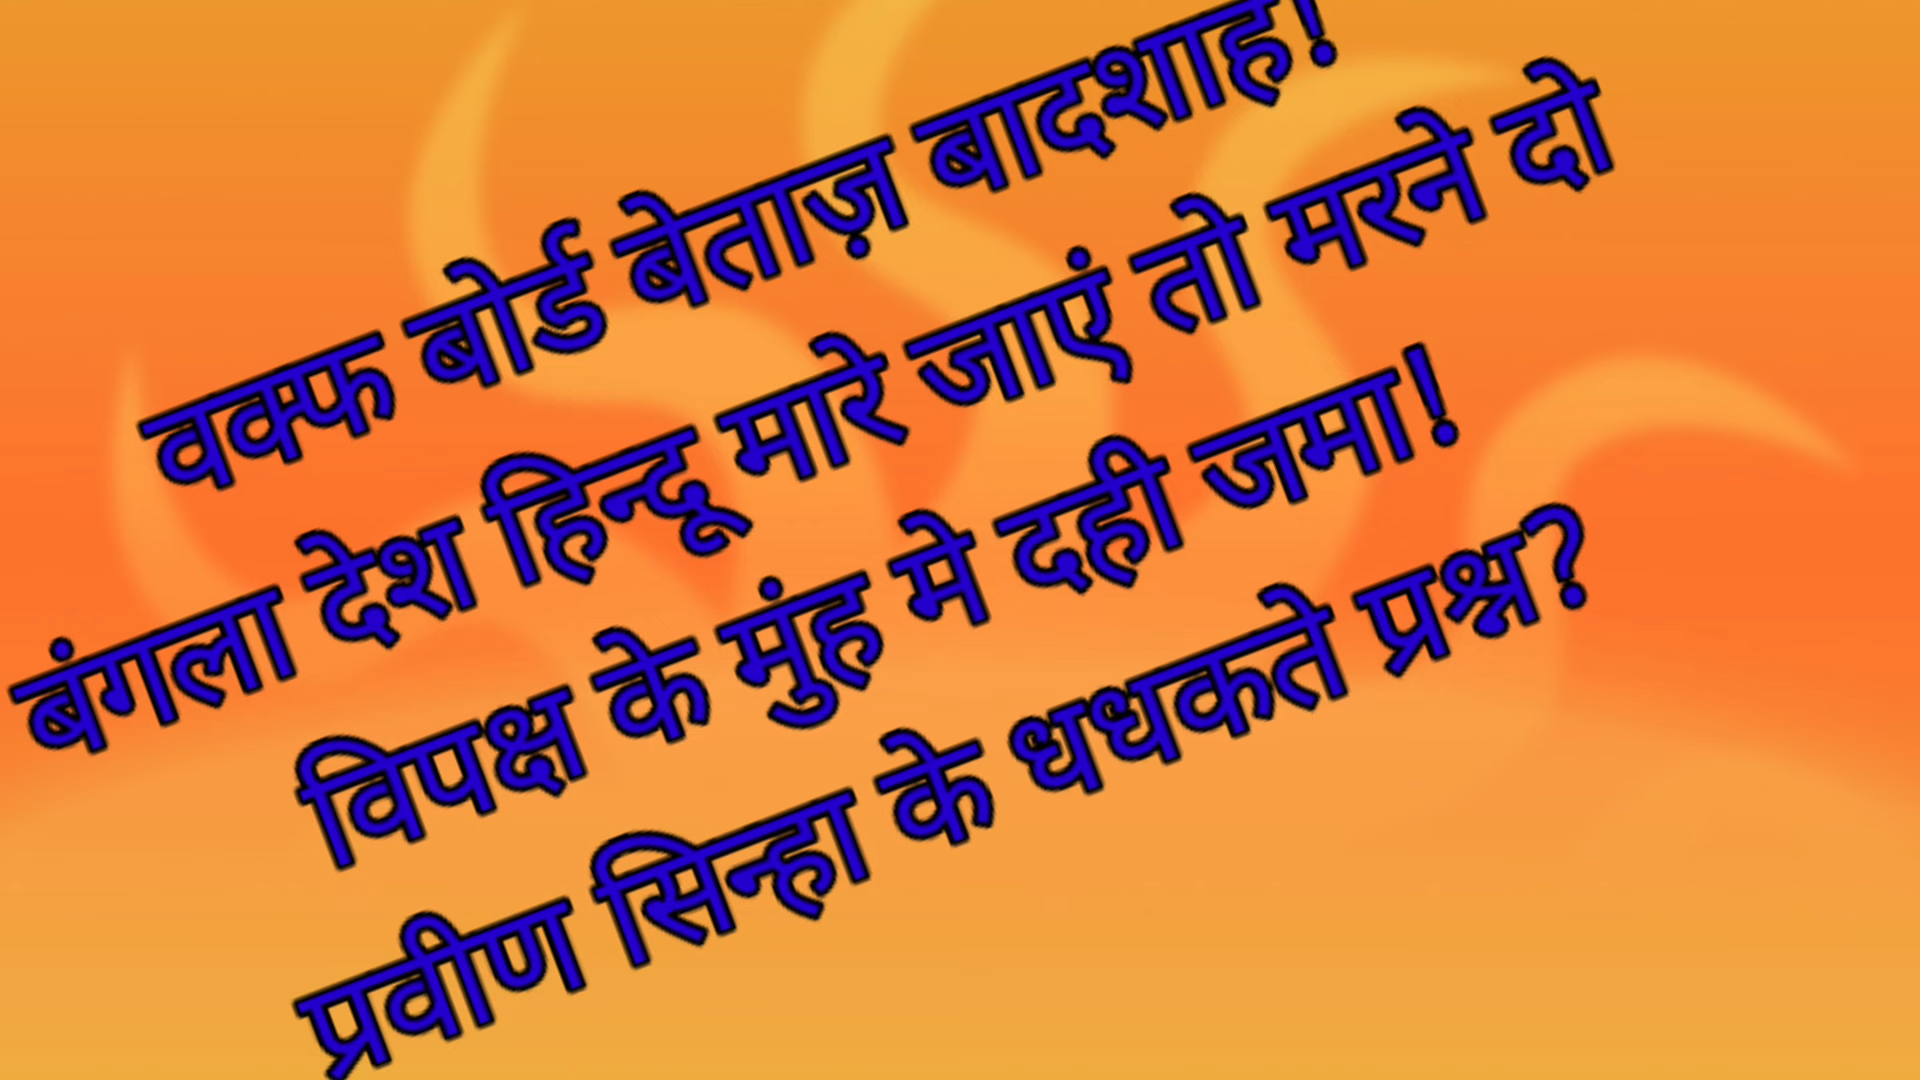 वक्फ बोर्ड बेताज़ बादशाह!
बंगला देश हिन्दू मारे जाएं तो मरने दो
विपक्ष के मुंह मे दही जमा!
प्रवीण सिन्हा के धधकते प्रश्न?